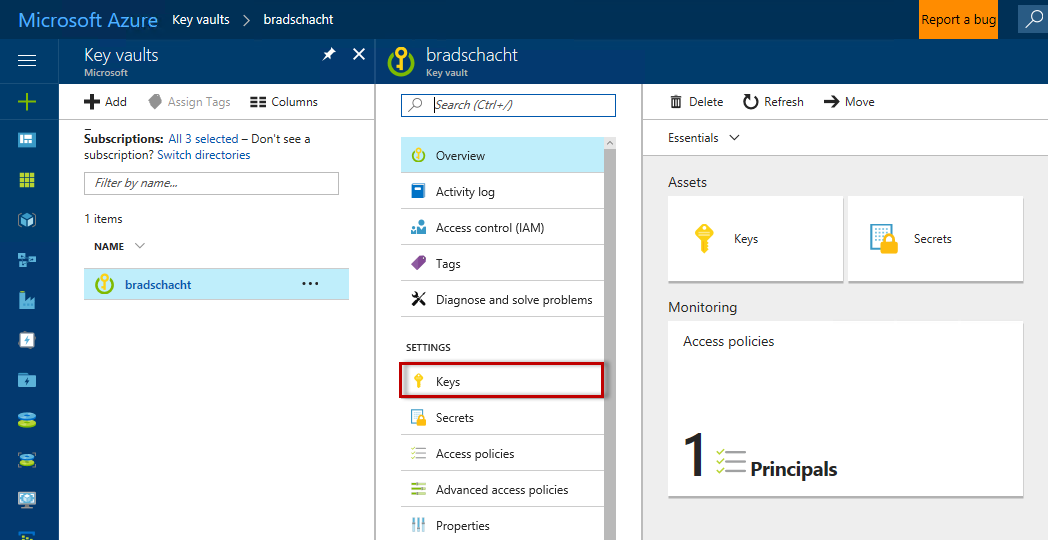 Microsoft Azure Key vaults > bradschacht
Report a bug
Key vaults
Microsoft
Add Assign Tags Columns
Subscriptions: All 3 selected – Don't see a
subscription? Switch directories
Filter by name...
1 items
NAME
bradschacht ...
bradschacht
Key vault
Search (Ctrl+/)
Overview
Activity log
Access control (IAM)
Tags
Diagnose and solve problems
SETTINGS
Keys
Secrets
Access policies
Advanced access policies
Properties
Delete Refresh Move
Essentials
Assets
Keys
Secrets
Monitoring
Access policies
1 Principals